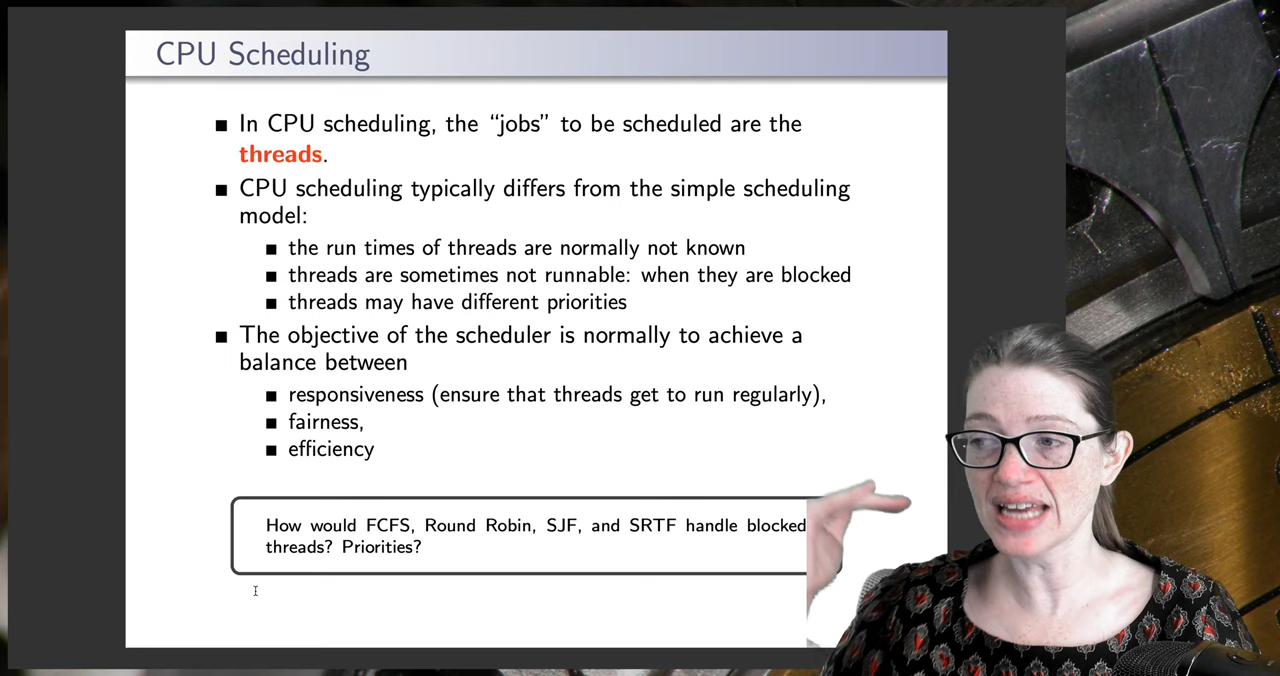 CPU Scheduling
■ In CPU scheduling, the “jobs” to be scheduled are the
threads.
■ CPU scheduling typically differs from the simple scheduling
model:
■ the run times of threads are normally not known
■ threads are sometimes not runnable: when they are blocked
■ threads may have different priorities
■ The objective of the scheduler is normally to achieve a
balance between
■ responsiveness (ensure that threads get to run regularly),
■ fairness,
■ efficiency
How would FCFS, Round Robin, SJF, and SRTF handle blocked
threads? Priorities?